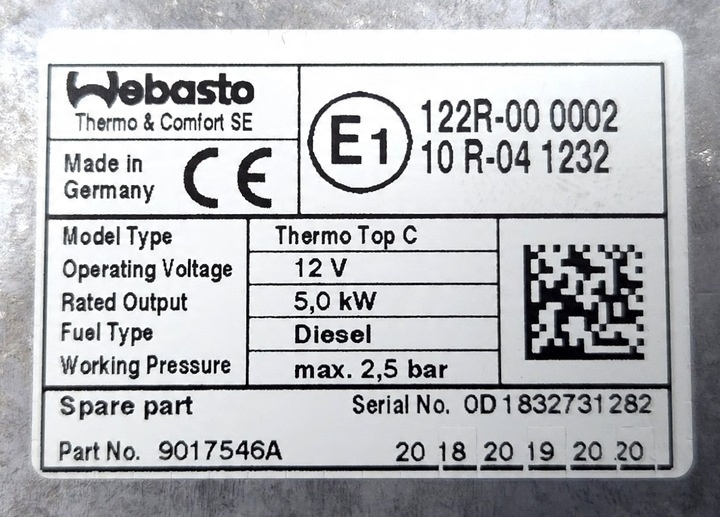 Webasto
Thermo & Comfort SE
Made in
Germany
CE
E1
122R-00 0002
10 R-04 1232
Model Type Thermo Top C
Operating Voltage 12 V
Rated Output 5,0 kW
Fuel Type Diesel
Working Pressure max. 2,5 bar
Spare part Serial No. OD1832731282
Part No. 9017546A 20 18 20 19 20 20